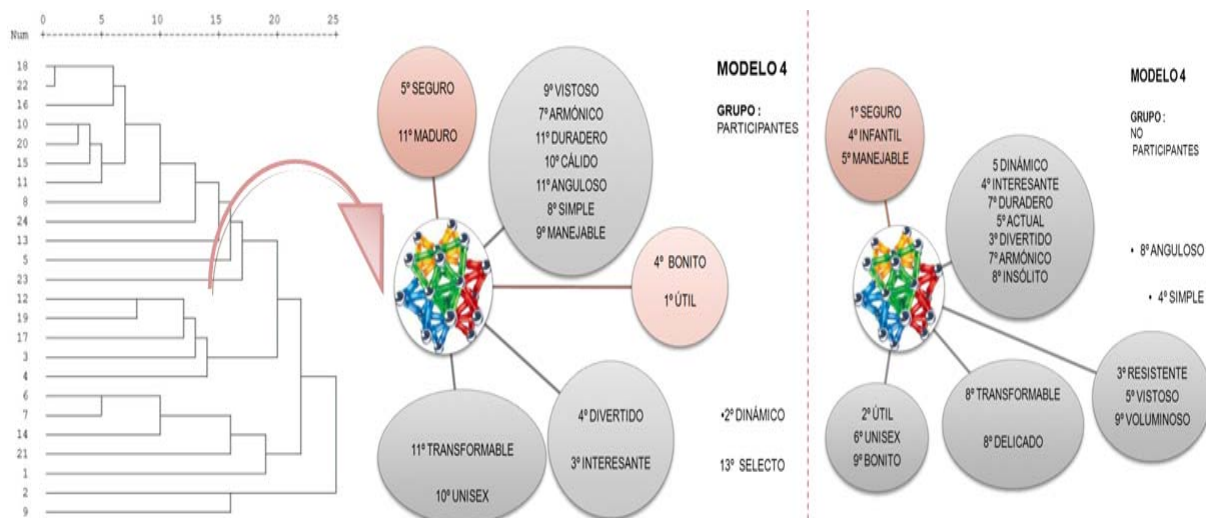 0 5 10 15 20 25
Num
18
22
16
10
20
15
11
8
24
13
5
23
12
19
17
3
4
6
7
14
21
1
2
9
5º SEGURO
11º MADURO
9º VISTOSO
7º ARMÓNICO
11º DURADERO
10º CÁLIDO
11º ANGULOSO
8º SIMPLE
9º MANEJABLE
MODELO 4
GRUPO :
PARTICIPANTES
4º BONITO
1º ÚTIL
11º TRANSFORMABLE
10º UNISEX
4º DIVERTIDO
3º INTERESANTE
•2º DINÁMICO
13º SELECTO
1º SEGURO
4º INFANTIL
5º MANEJABLE
MODELO 4
GRUPO :
NO
PARTICIPANTES
5 DINÁMICO
4º INTERESANTE
7º DURADERO
5º ACTUAL
3º DIVERTIDO
7º ARMÓNICO
8º INSÓLITO
• 8º ANGULOSO
• 4º SIMPLE
2º ÚTIL
6º UNISEX
9º BONITO
8º TRANSFORMABLE
8º DELICADO
3º RESISTENTE
5º VISTOSO
9º VOLUMINOSO